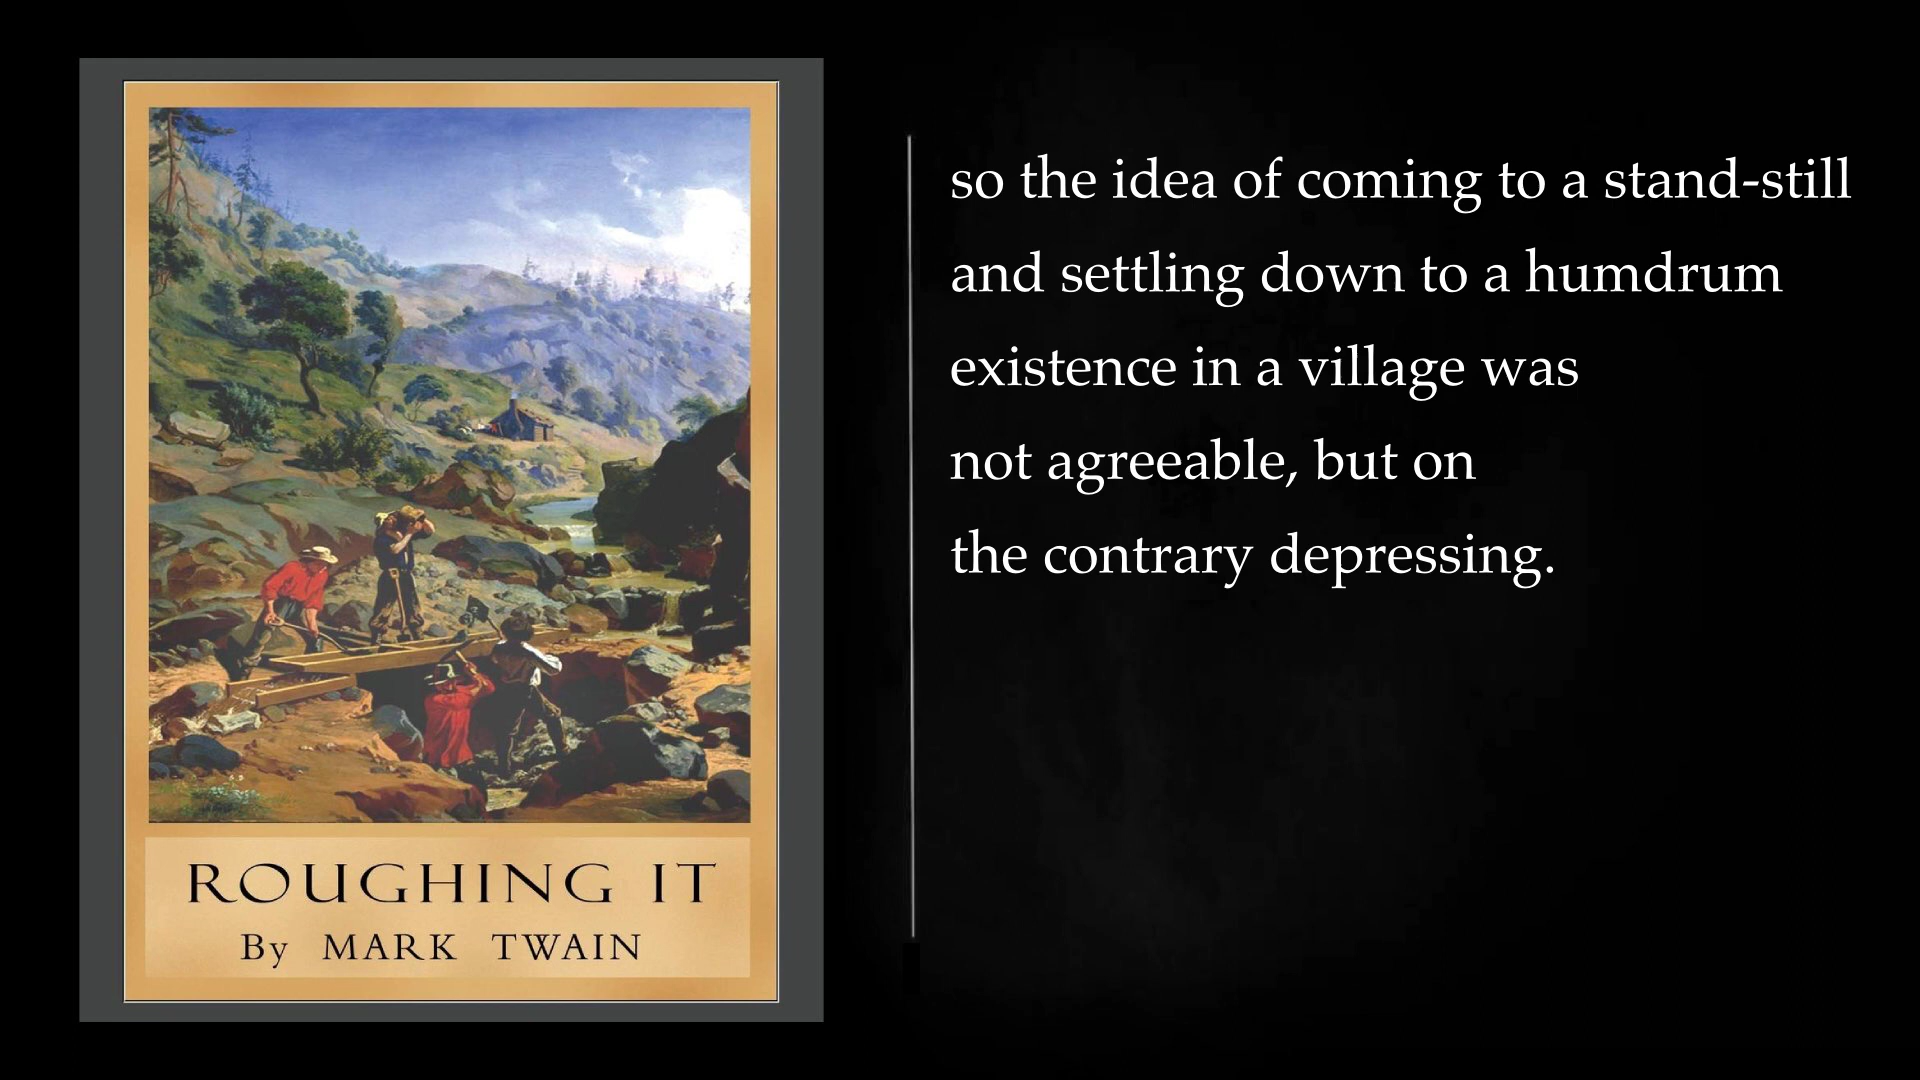 so the idea of coming to a stand-still
and settling down to a humdrum
existence in a village was
not agreeable, but on
the contrary depressing.
ROUGHING IT
By MARK TWAIN